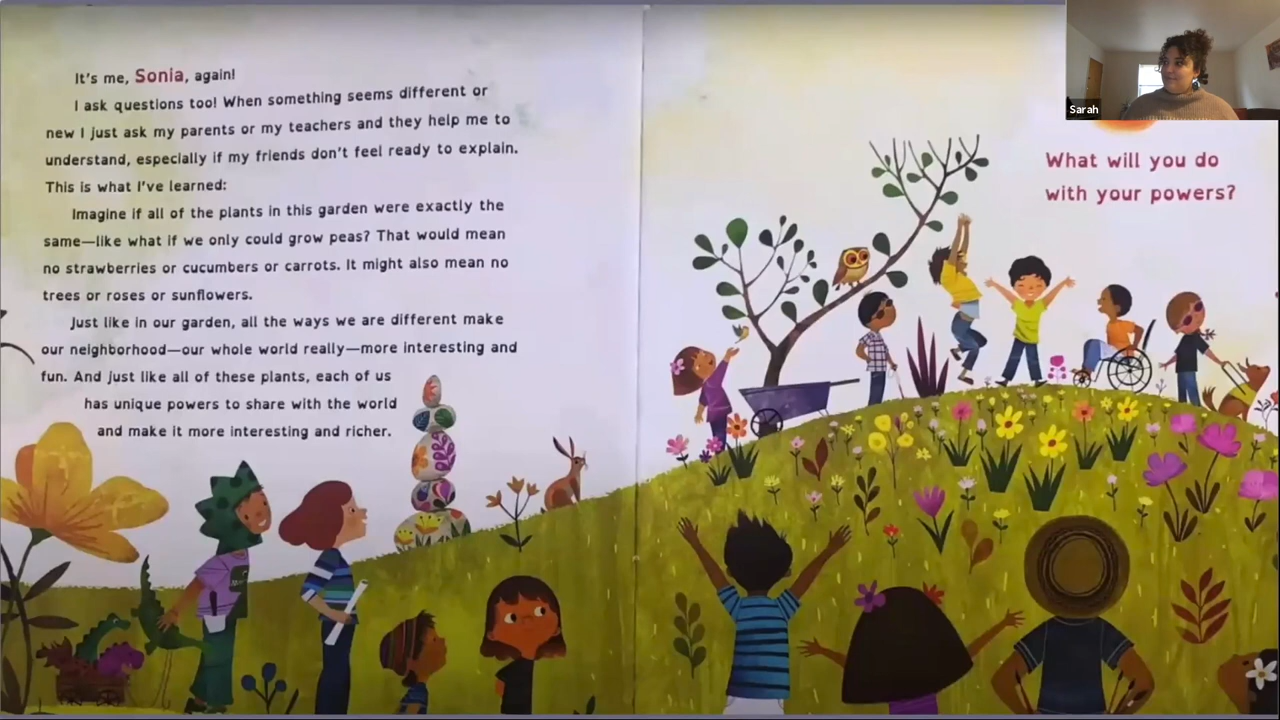 It's me, Sonia, again!
I ask questions too! When something seems different or
new I just ask my parents or my teachers and they help me to
understand, especially if my friends don't feel ready to explain.
This is what I've learned:
Imagine if all of the plants in this garden were exactly the
same—like what if we only could grow peas? That would mean
no strawberries or cucumbers or carrots. It might also mean no
trees or roses or sunflowers.
Just like in our garden, all the ways we are different make
our neighborhood—our whole world really—more interesting and
fun. And just like all of these plants, each of us
has unique powers to share with the world
and make it more interesting and richer.
Sarah
What will you do
with your powers?